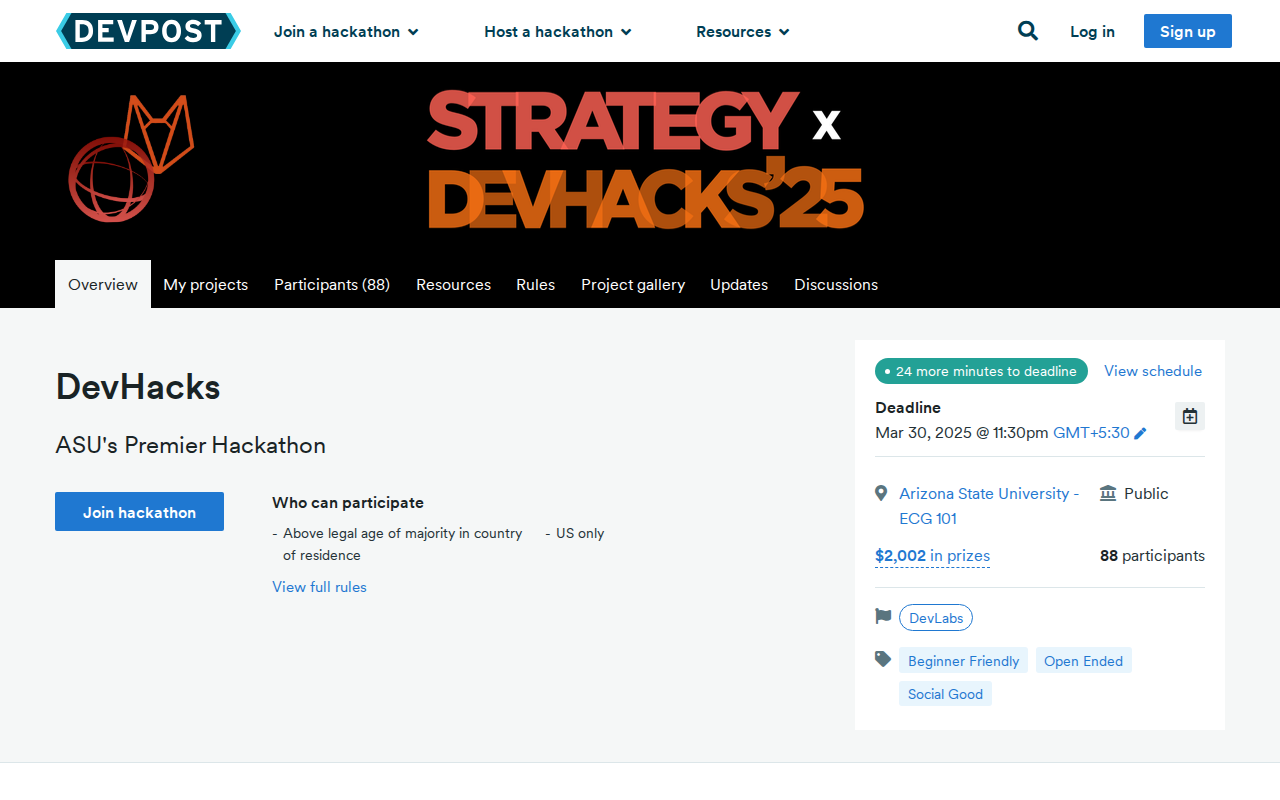 DEVPOST
Join a hackathon
Host a hackathon
Resources
Log in
Sign up
STRATEGY x
DEVHACKS'25
Overview
My projects
Participants (88)
Resources
Rules
Project gallery
Updates
Discussions
DevHacks
ASU's Premier Hackathon
Join hackathon
Who can participate
- Above legal age of majority in country
of residence
- US only
View full rules
24 more minutes to deadline
View schedule
Deadline
Mar 30, 2025 @ 11:30pm GMT+5:30
Arizona State University -
ECG 101
Public
$2,002 in prizes
88 participants
DevLabs
Beginner Friendly
Open Ended
Social Good